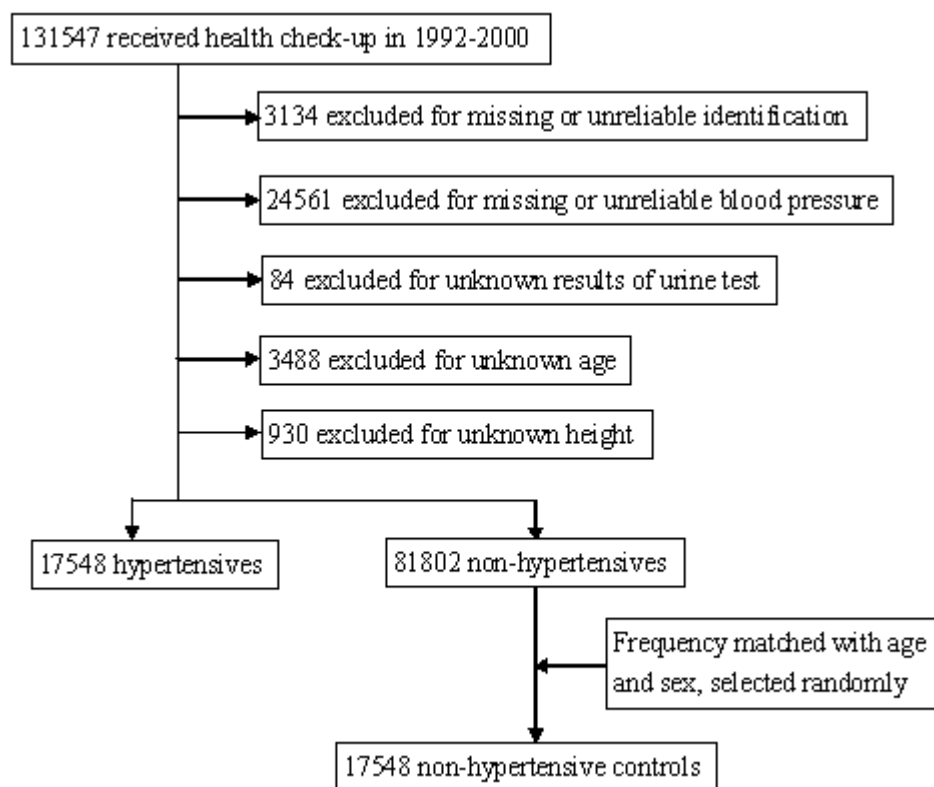 131547 received health check-up in 1992-2000
3134 excluded for missing or unreliable identification
24561 excluded for missing or unreliable blood pressure
84 excluded for unknown results of urine test
3488 excluded for unknown age
930 excluded for unknown height
17548 hypertensives
81802 non-hypertensives
Frequency matched with age
and sex, selected randomly
17548 non-hypertensive controls